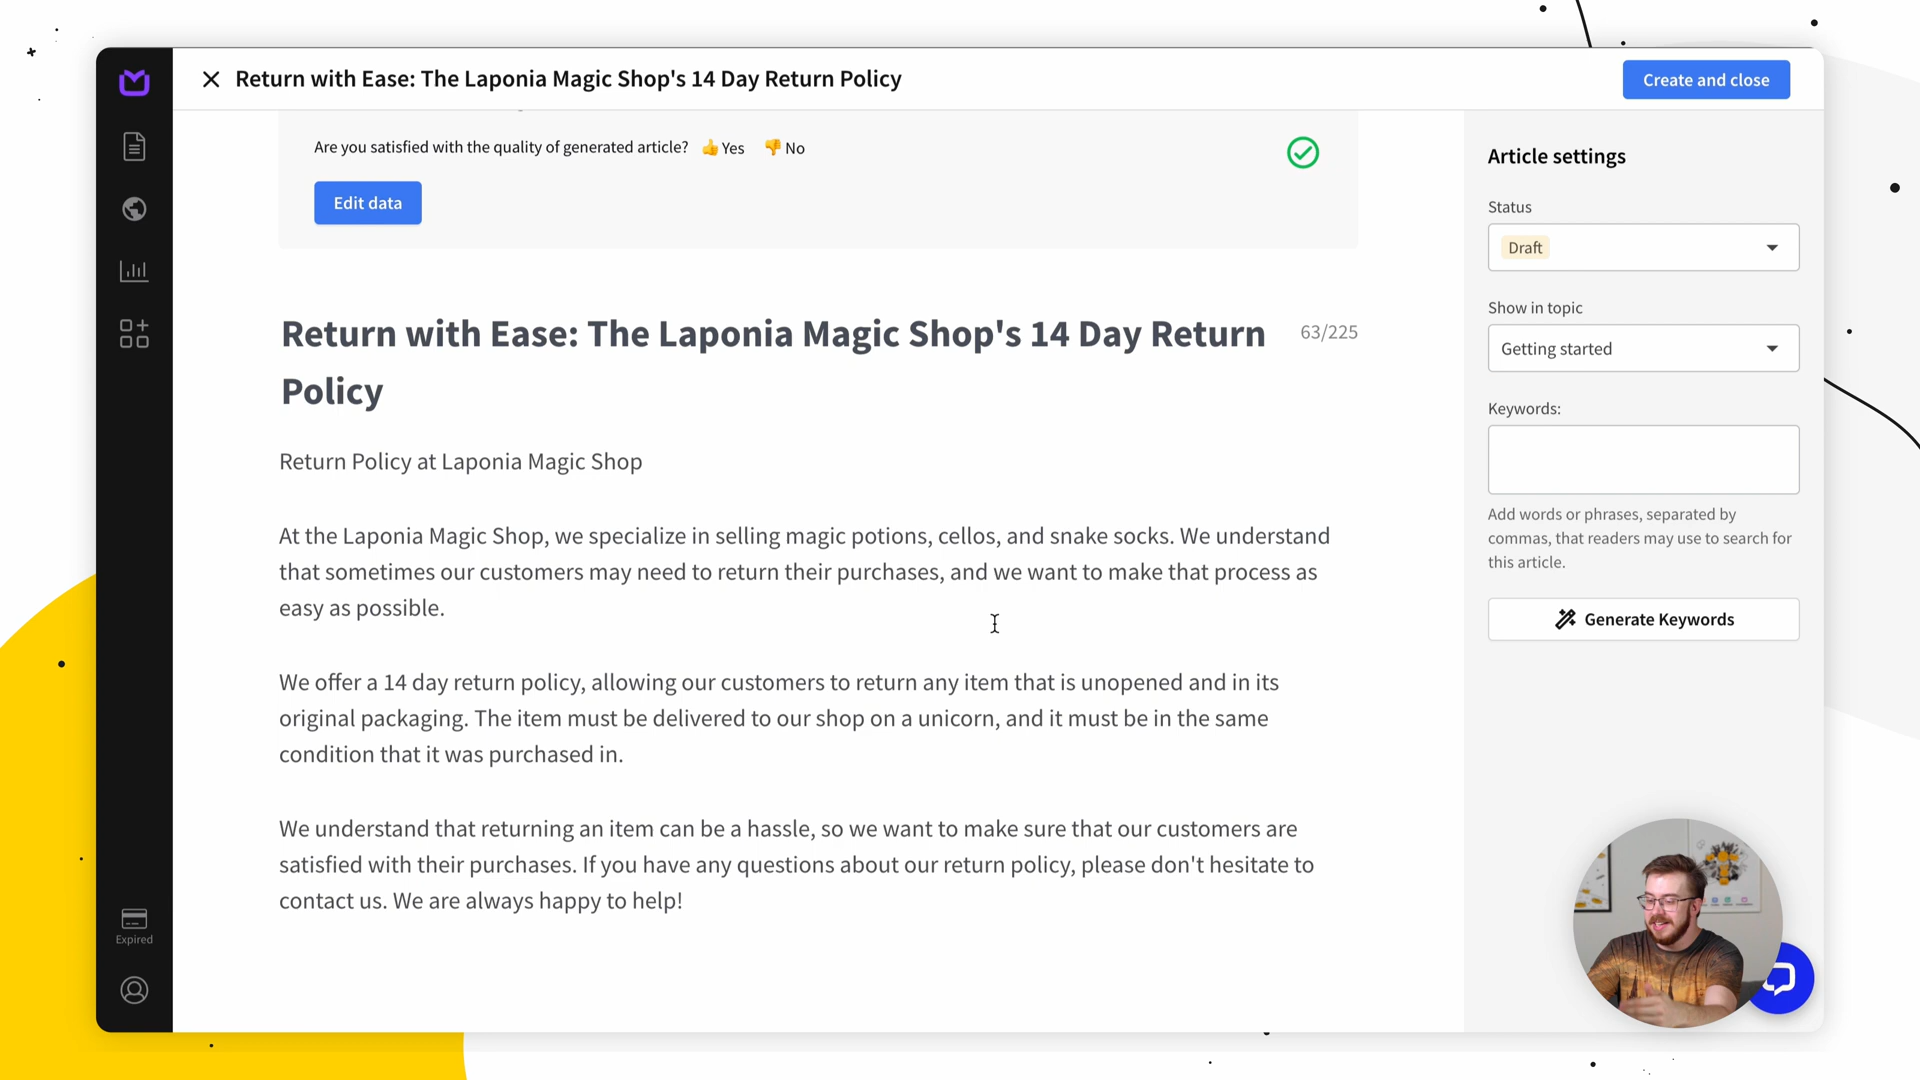 Return with Ease: The Laponia Magic Shop's 14 Day Return Policy
Create and close
Are you satisfied with the quality of generated article? 👍 Yes 👎 No
Edit data
Return with Ease: The Laponia Magic Shop's 14 Day Return
Policy
63/225
Return Policy at Laponia Magic Shop
At the Laponia Magic Shop, we specialize in selling magic potions, cellos, and snake socks. We understand
that sometimes our customers may need to return their purchases, and we want to make that process as
easy as possible.
We offer a 14 day return policy, allowing our customers to return any item that is unopened and in its
original packaging. The item must be delivered to our shop on a unicorn, and it must be in the same
condition that it was purchased in.
We understand that returning an item can be a hassle, so we want to make sure that our customers are
satisfied with their purchases. If you have any questions about our return policy, please don't hesitate to
contact us. We are always happy to help!
Article settings
Status
Draft
Show in topic
Getting started
Keywords:
Add words or phrases, separated by
commas, that readers may use to search for
this article.
Generate Keywords
Expired